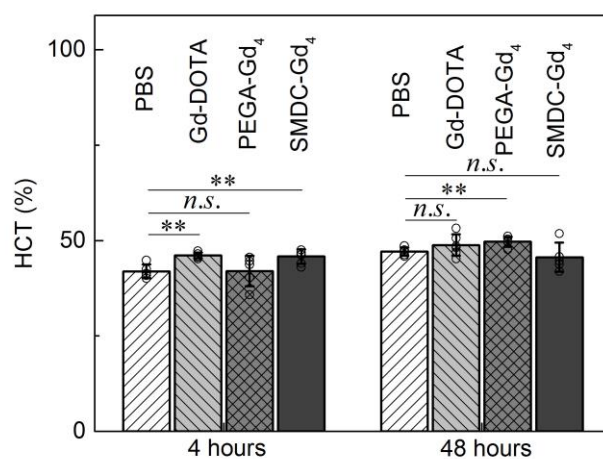 100
50
0
HCT (%)
PBS
Gd-DOTA
PEGA-Gd₄
SMDC-Gd₄
**
n.s.
**
PBS
Gd-DOTA
PEGA-Gd₄
SMDC-Gd₄
n.s.
**
n.s.
4 hours
48 hours